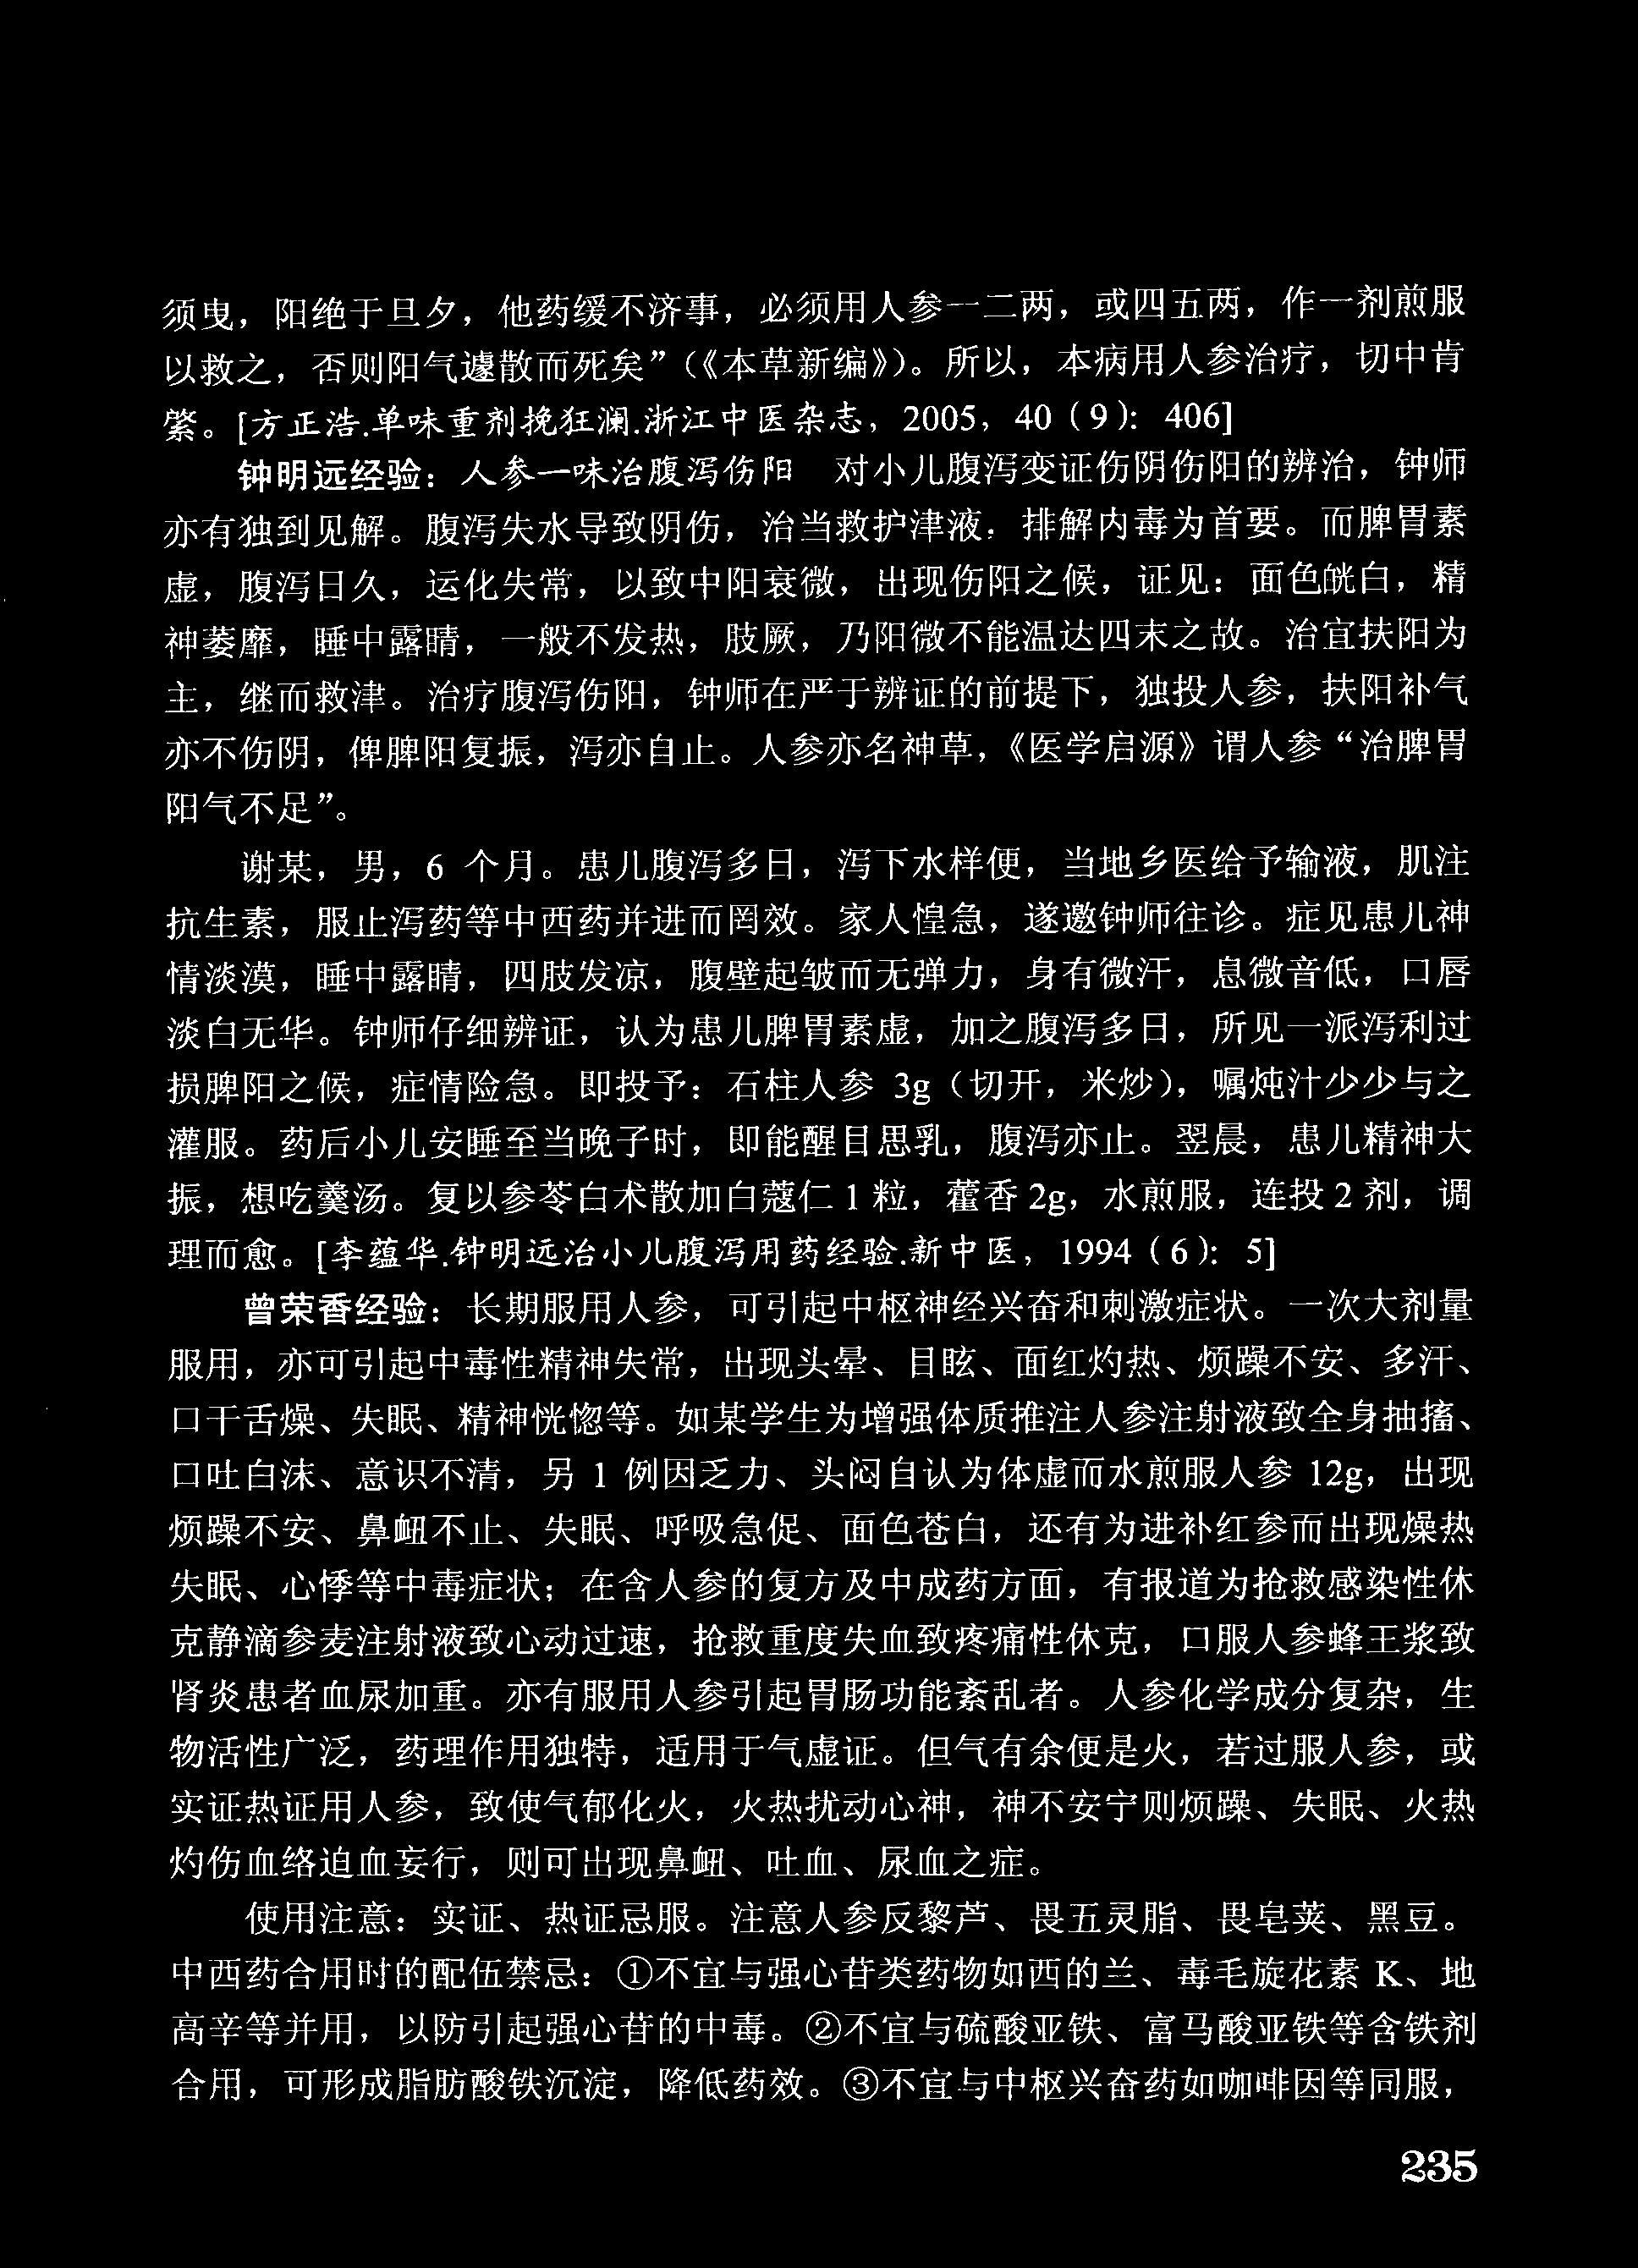 须曳，阳绝于旦夕，他药缓不济事，必须用人参一二两，或四五两，作一剂煎服
以救之，否则阳气遽散而死矣”（《本草新编》）。所以，本病用人参治疗，切中肯
綮。[方正浩.单味重剂挽狂澜.浙江中医杂志，2005，40（9）：406]
钟明远经验：人参一味治腹泻伤阳　对小儿腹泻变证伤阴伤阳的辨治，钟师
亦有独到见解。腹泻失水导致阴伤，治当救护津液．排解内毒为首要。而脾胃素
虚，腹泻日久，运化失常，以致中阳衰微，出现伤阳之候，证见：面色㿠白，精
神萎靡，睡中露睛，一般不发热，肢厥，乃阳微不能温达四末之故。治宜扶阳为
主，继而救津。治疗腹泻伤阳，钟师在严于辨证的前提下，独投人参，扶阳补气
亦不伤阴，俾脾阳复振，泻亦自止。人参亦名神草，《医学启源》谓人参“治脾胃
阳气不足”。
谢某，男，6 个月。患儿腹泻多日，泻下水样便，当地乡医给予输液，肌注
抗生素，服止泻药等中西药并进而罔效。家人惶急，遂邀钟师往诊。症见患儿神
情淡漠，睡中露睛，四肢发凉，腹壁起皱而无弹力，身有微汗，息微音低，口唇
淡白无华。钟师仔细辨证，认为患儿脾胃素虚，加之腹泻多日，所见一派泻利过
损脾阳之候，症情险急。即投予：石柱人参 3g（切开，米炒），嘱炖汁少少与之
灌服。药后小儿安睡至当晚子时，即能醒目思乳，腹泻亦止。翌晨，患儿精神大
振，想吃羹汤。复以参苓白术散加白蔻仁 1 粒，藿香 2g，水煎服，连投 2 剂，调
理而愈。[李蕴华.钟明远治小儿腹泻用药经验.新中医，1994（6）：5]
曾荣香经验：长期服用人参，可引起中枢神经兴奋和刺激症状。一次大剂量
服用，亦可引起中毒性精神失常，出现头晕、目眩、面红灼热、烦躁不安、多汗、
口干舌燥、失眠、精神恍惚等。如某学生为增强体质推注人参注射液致全身抽搐、
口吐白沫、意识不清，另 1 例因乏力、头闷自认为体虚而水煎服人参 12g，出现
烦躁不安、鼻衄不止、失眠、呼吸急促、面色苍白，还有为进补红参而出现燥热
失眠、心悸等中毒症状；在含人参的复方及中成药方面，有报道为抢救感染性休
克静滴参麦注射液致心动过速，抢救重度失血致疼痛性休克，口服人参蜂王浆致
肾炎患者血尿加重。亦有服用人参引起胃肠功能紊乱者。人参化学成分复杂，生
物活性广泛，药理作用独特，适用于气虚证。但气有余便是火，若过服人参，或
实证热证用人参，致使气郁化火，火热扰动心神，神不安宁则烦躁、失眠、火热
灼伤血络迫血妄行，则可出现鼻衄、吐血、尿血之症。
使用注意：实证、热证忌服。注意人参反黎芦、畏五灵脂、畏皂荚、黑豆。
中西药合用时的配伍禁忌：①不宜与强心苷类药物如西的兰、毒毛旋花素 K、地
高辛等并用，以防引起强心苷的中毒。②不宜与硫酸亚铁、富马酸亚铁等含铁剂
合用，可形成脂肪酸铁沉淀，降低药效。③不宜与中枢兴奋药如咖啡因等同服，
235